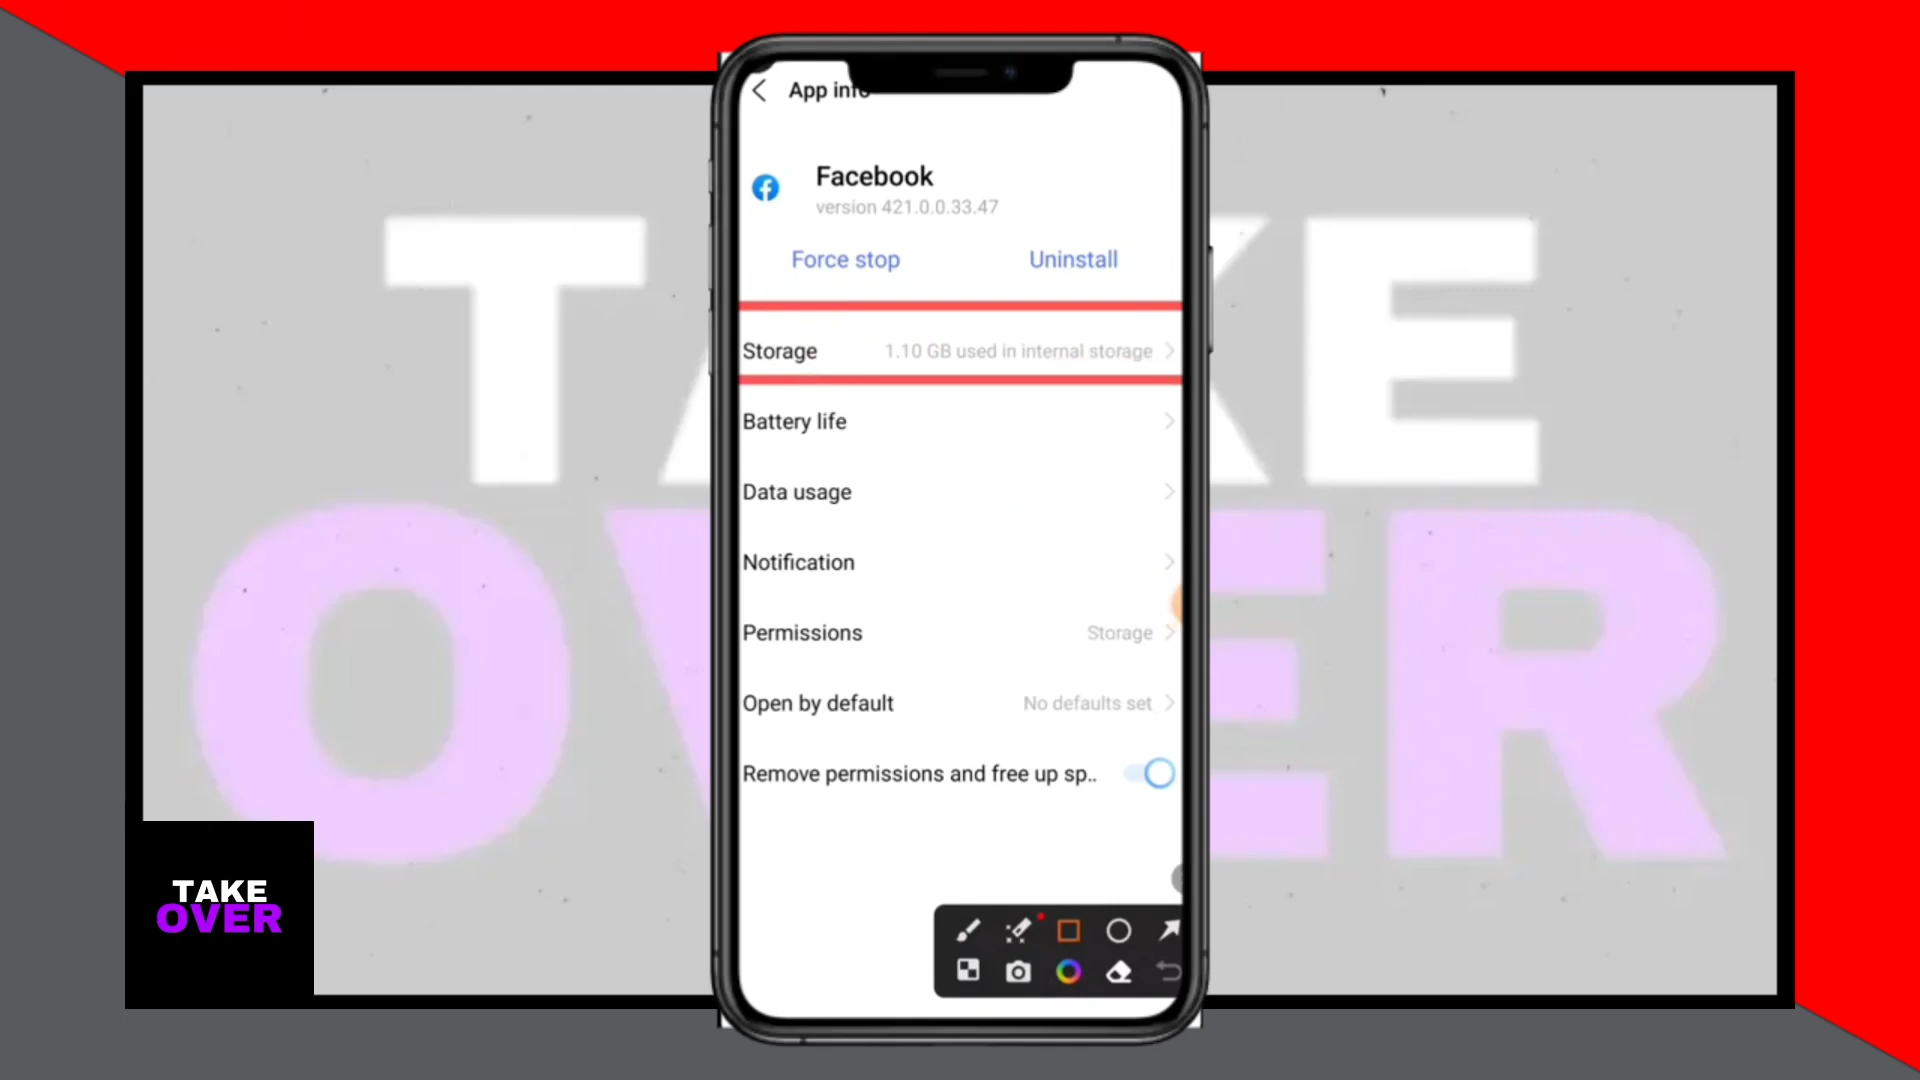 App info
Facebook
version 421.0.0.33.47
Force stop Uninstall
Storage 1.10 GB used in internal storage
Battery life
Data usage
Notification
Permissions Storage
Open by default No defaults set
Remove permissions and free up sp..
TAKE
OVER
TAKE
OVER